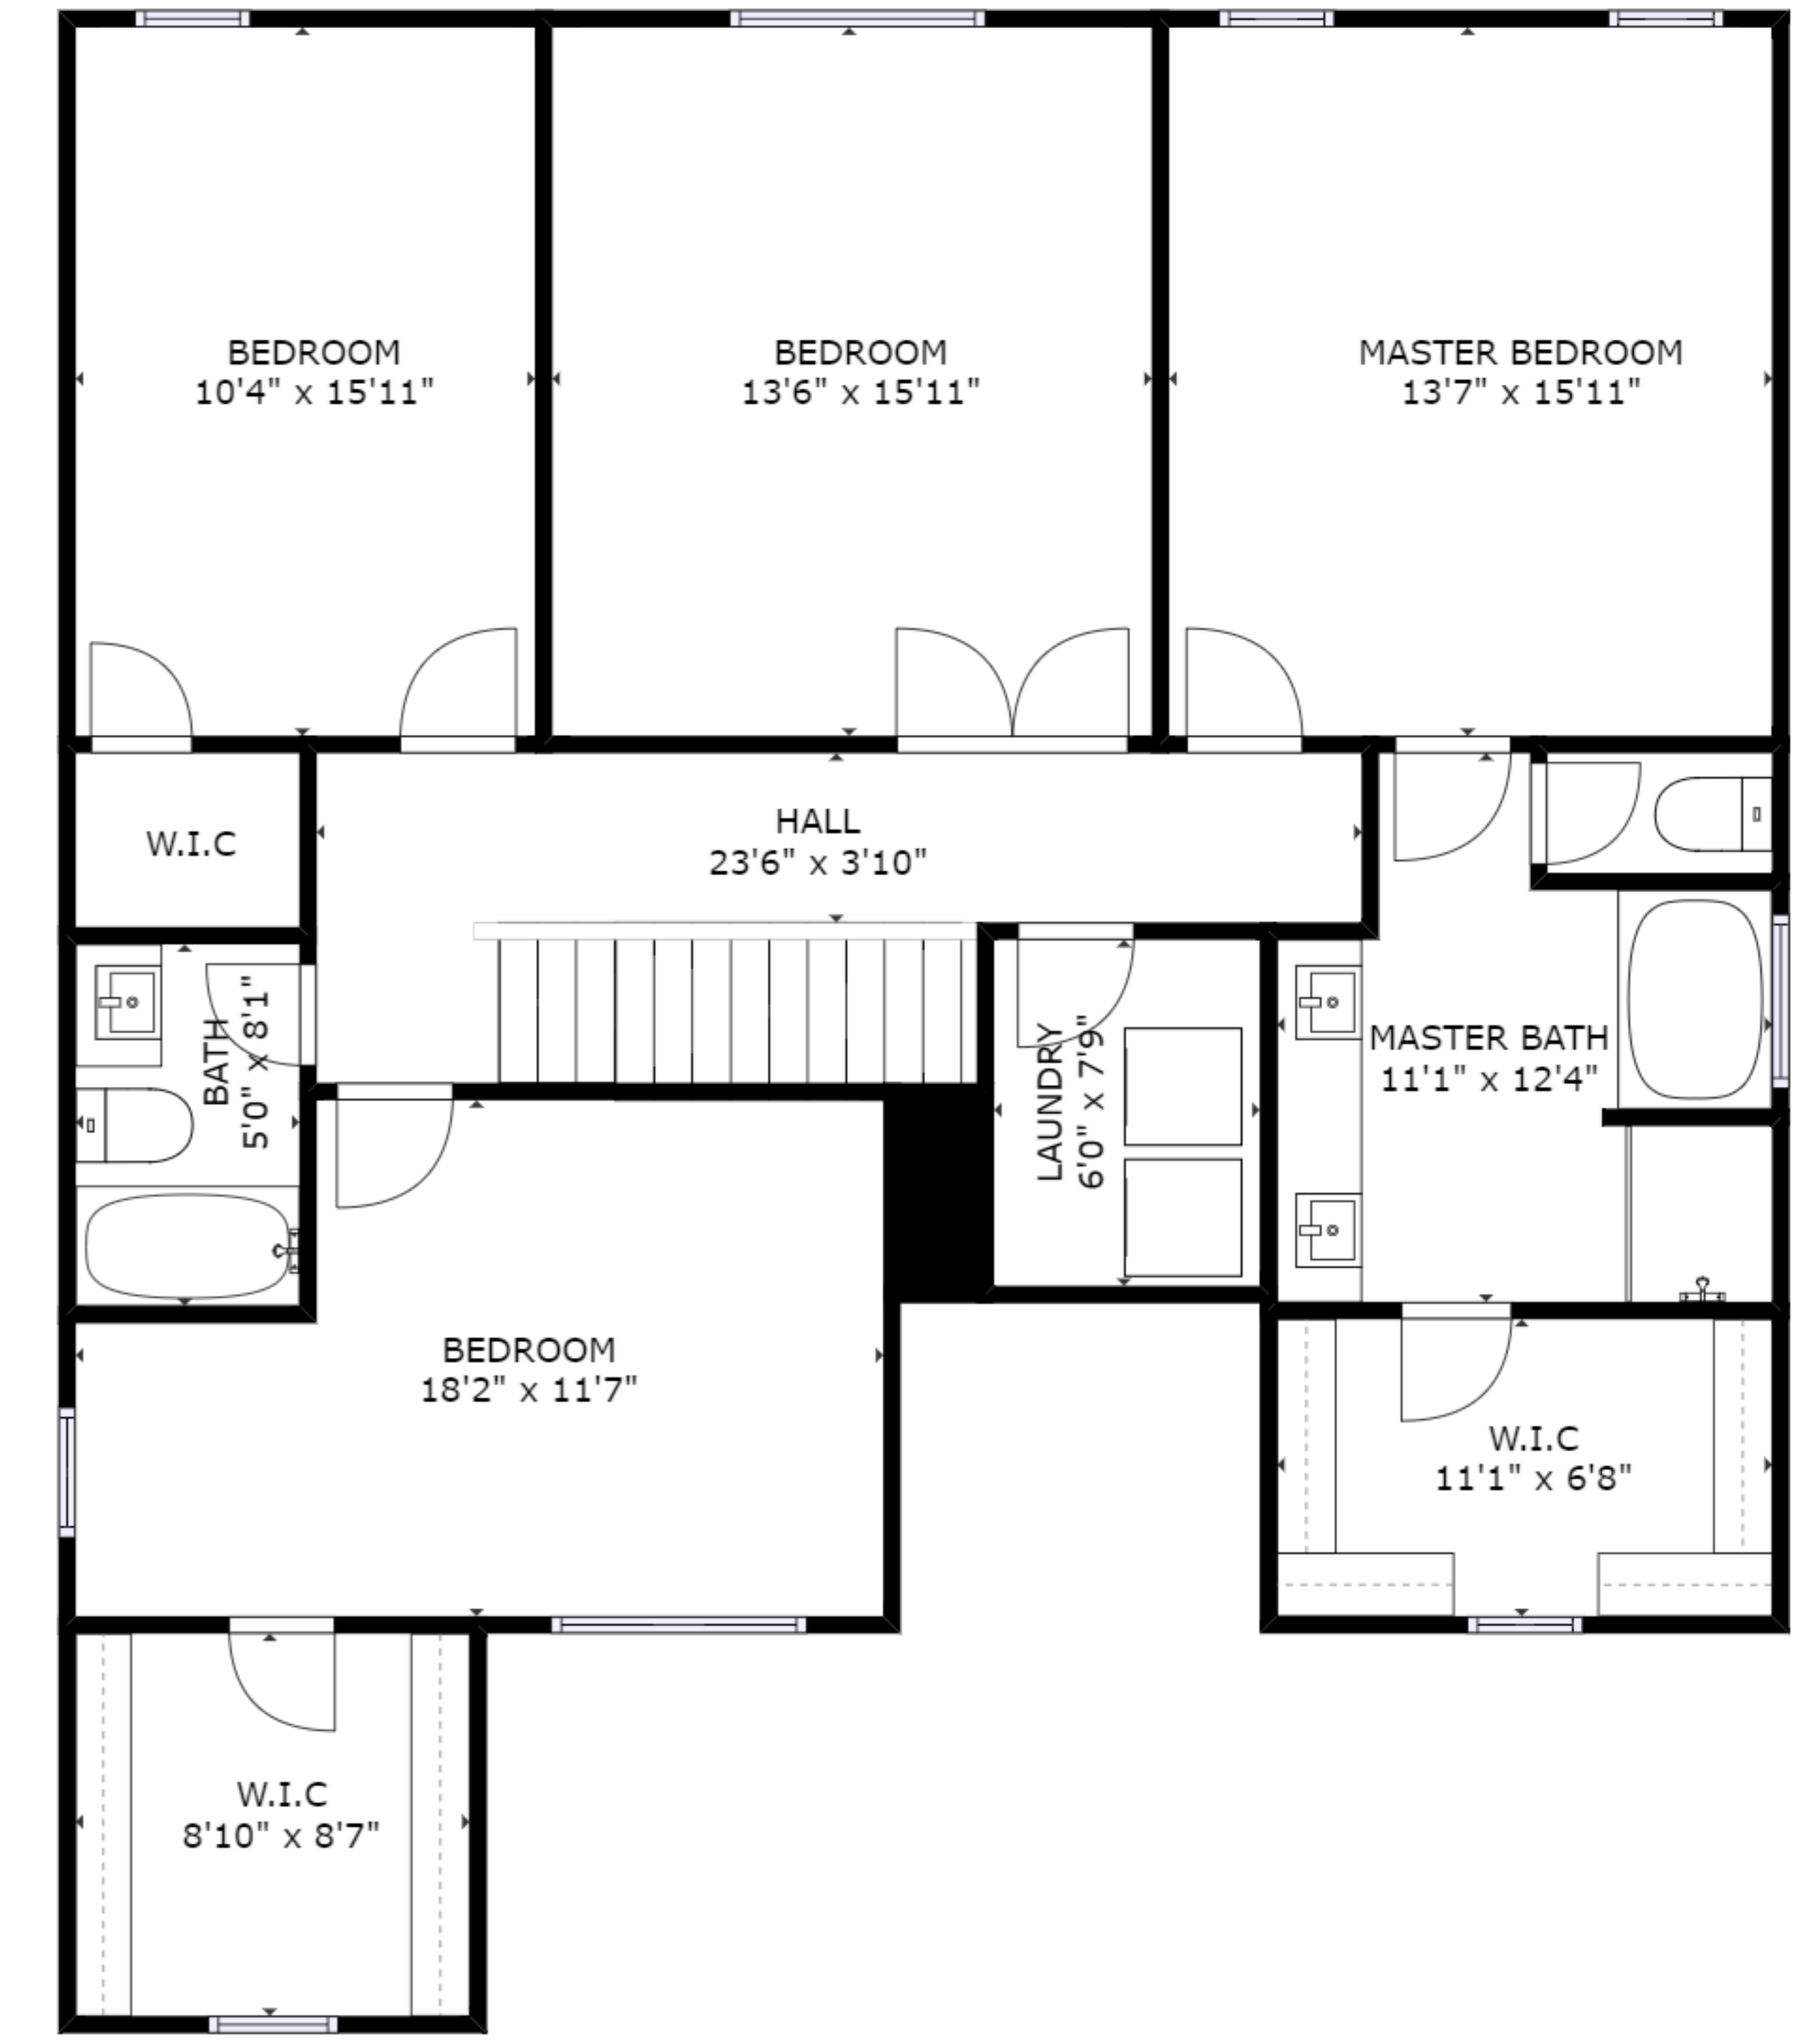 BEDROOM
10'4" x 15'11"
BEDROOM
13'6" x 15'11"
MASTER BEDROOM
13'7" x 15'11"
W.I.C
HALL
23'6" x 3'10"
BATH
5'0" x 8'1"
LAUNDRY
6'0" x 7'9"
MASTER BATH
11'1" x 12'4"
BEDROOM
18'2" x 11'7"
W.I.C
11'1" x 6'8"
W.I.C
8'10" x 8'7"